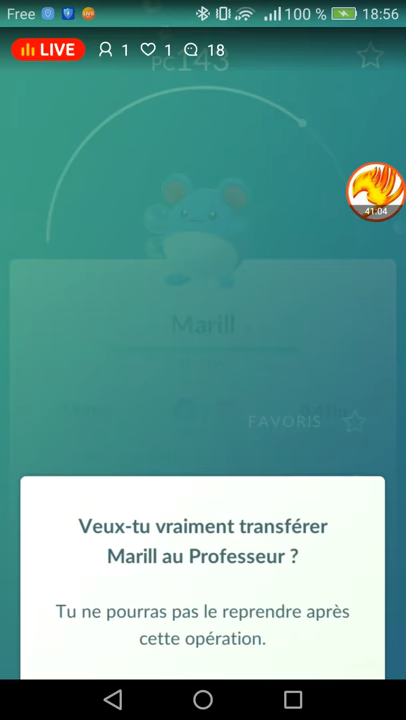 Free 100 % 18:56
LIVE 1 1 18
PC143
41:04
Marill
FAVORIS
Veux-tu vraiment transférer
Marill au Professeur ?
Tu ne pourras pas le reprendre après
cette opération.